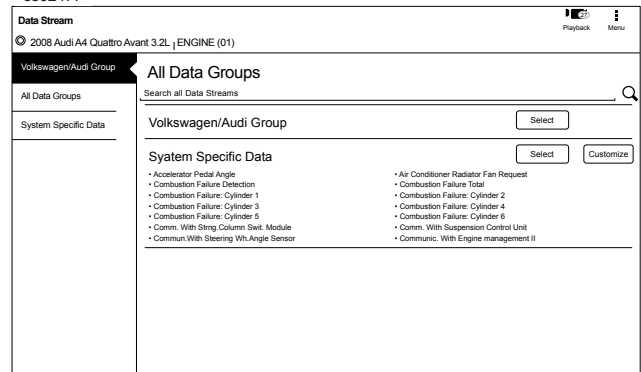 Data Stream
27
Playback
Menu
2008 Audi A4 Quattro Avant 3.2L | ENGINE (01)
Volkswagen/Audi Group
All Data Groups
System Specific Data
All Data Groups
Search all Data Streams
Volkswagen/Audi Group
Select
Syatem Specific Data
Select
Customize
• Accelerator Pedal Angle
• Air Conditioner Radiator Fan Request
• Combustion Failure Detection
• Combustion Failure Total
• Combustion Failure: Cylinder 1
• Combustion Failure: Cylinder 2
• Combustion Failure: Cylinder 3
• Combustion Failure: Cylinder 4
• Combustion Failure: Cylinder 5
• Combustion Failure: Cylinder 6
• Comm. With Strng.Column Swit. Module
• Comm. With Suspension Control Unit
• Commun.With Steering Wh.Angle Sensor
• Communic. With Engine management II